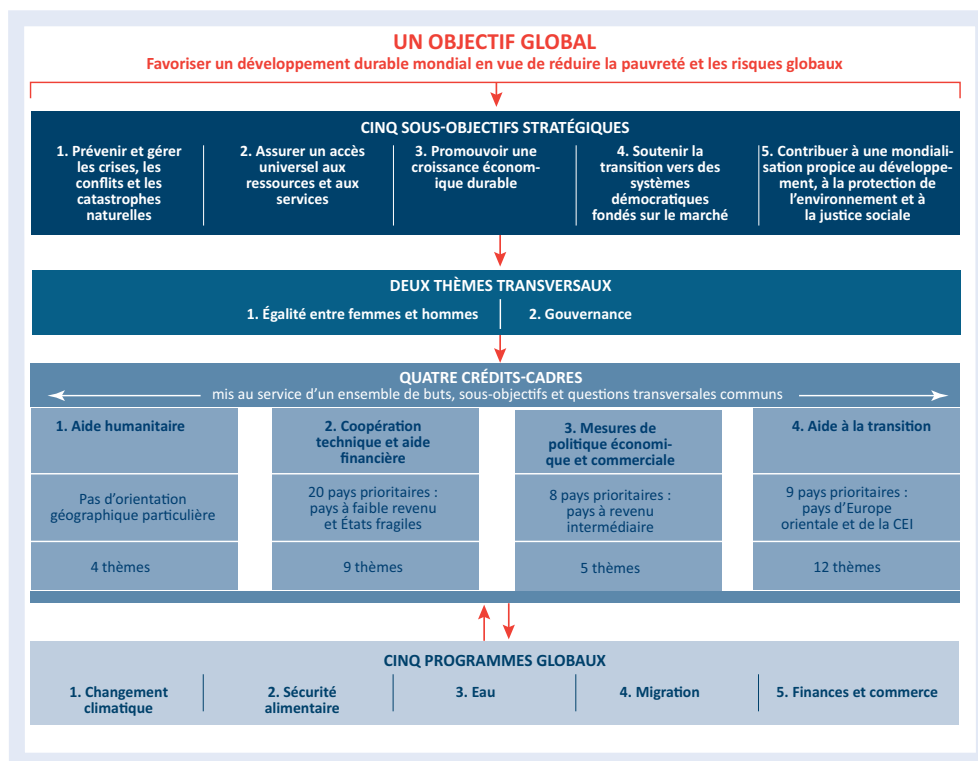 UN OBJECTIF GLOBAL
Favoriser un développement durable mondial en vue de réduire la pauvreté et les risques globaux
CINQ SOUS-OBJECTIFS STRATÉGIQUES
1. Prévenir et gérer
les crises, les
conflits et les
catastrophes
naturelles
2. Assurer un accès
universel aux
ressources et aux
services
3. Promouvoir une
croissance économ-
ique durable
4. Soutenir la
transition vers des
systèmes
démocratiques
fondés sur le marché
5. Contribuer à une mondiali-
sation propice au développe-
ment, à la protection de
l'environnement et à
la justice sociale
DEUX THÈMES TRANSVERSAUX
1. Égalité entre femmes et hommes
2. Gouvernance
QUATRE CRÉDITS-CADRES
mis au service d'un ensemble de buts, sous-objectifs et questions transversales communs
1. Aide humanitaire
2. Coopération
technique et aide
financière
3. Mesures de
politique économi-
que et commerciale
4. Aide à la transition
Pas d'orientation
géographique particulière
20 pays prioritaires :
pays à faible revenu
et États fragiles
8 pays prioritaires :
pays à revenu
intermédiaire
9 pays prioritaires :
pays d'Europe
orientale et de la CEI
4 thèmes
9 thèmes
5 thèmes
12 thèmes
CINQ PROGRAMMES GLOBAUX
1. Changement
climatique
2. Sécurité
alimentaire
3. Eau
4. Migration
5. Finances et commerce